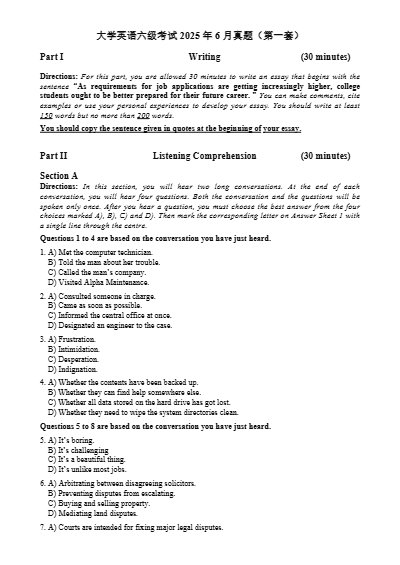 大学英语六级考试 2025 年 6 月真题（第一套）
Part I Writing (30 minutes)
Directions: For this part, you are allowed 30 minutes to write an essay that begins with the
sentence “As requirements for job applications are getting increasingly higher, college
students ought to be better prepared for their future career. ” You can make comments, cite
examples or use your personal experiences to develop your essay. You should write at least
150 words but no more than 200 words.
You should copy the sentence given in quotes at the beginning of your essay.
Part II Listening Comprehension (30 minutes)
Section A
Directions: In this section, you will hear two long conversations. At the end of each
conversation, you will hear four questions. Both the conversation and the questions will be
spoken only once. After you hear a question, you must choose the best answer from the four
choices marked A), B), C) and D). Then mark the corresponding letter on Answer Sheet 1 with
a single line through the centre.
Questions 1 to 4 are based on the conversation you have just heard.
1. A) Met the computer technician.
B) Told the man about her trouble.
C) Called the man’s company.
D) Visited Alpha Maintenance.
2. A) Consulted someone in charge.
B) Came as soon as possible.
C) Informed the central office at once.
D) Designated an engineer to the case.
3. A) Frustration.
B) Intimidation.
C) Desperation.
D) Indignation.
4. A) Whether the contents have been backed up.
B) Whether they can find help somewhere else.
C) Whether all data stored on the hard drive has got lost.
D) Whether they need to wipe the system directories clean.
Questions 5 to 8 are based on the conversation you have just heard.
5. A) It’s boring.
B) It’s challenging
C) It’s a beautiful thing.
D) It’s unlike most jobs.
6. A) Arbitrating between disagreeing solicitors.
B) Preventing disputes from escalating.
C) Buying and selling property.
D) Mediating land disputes.
7. A) Courts are intended for fixing major legal disputes.